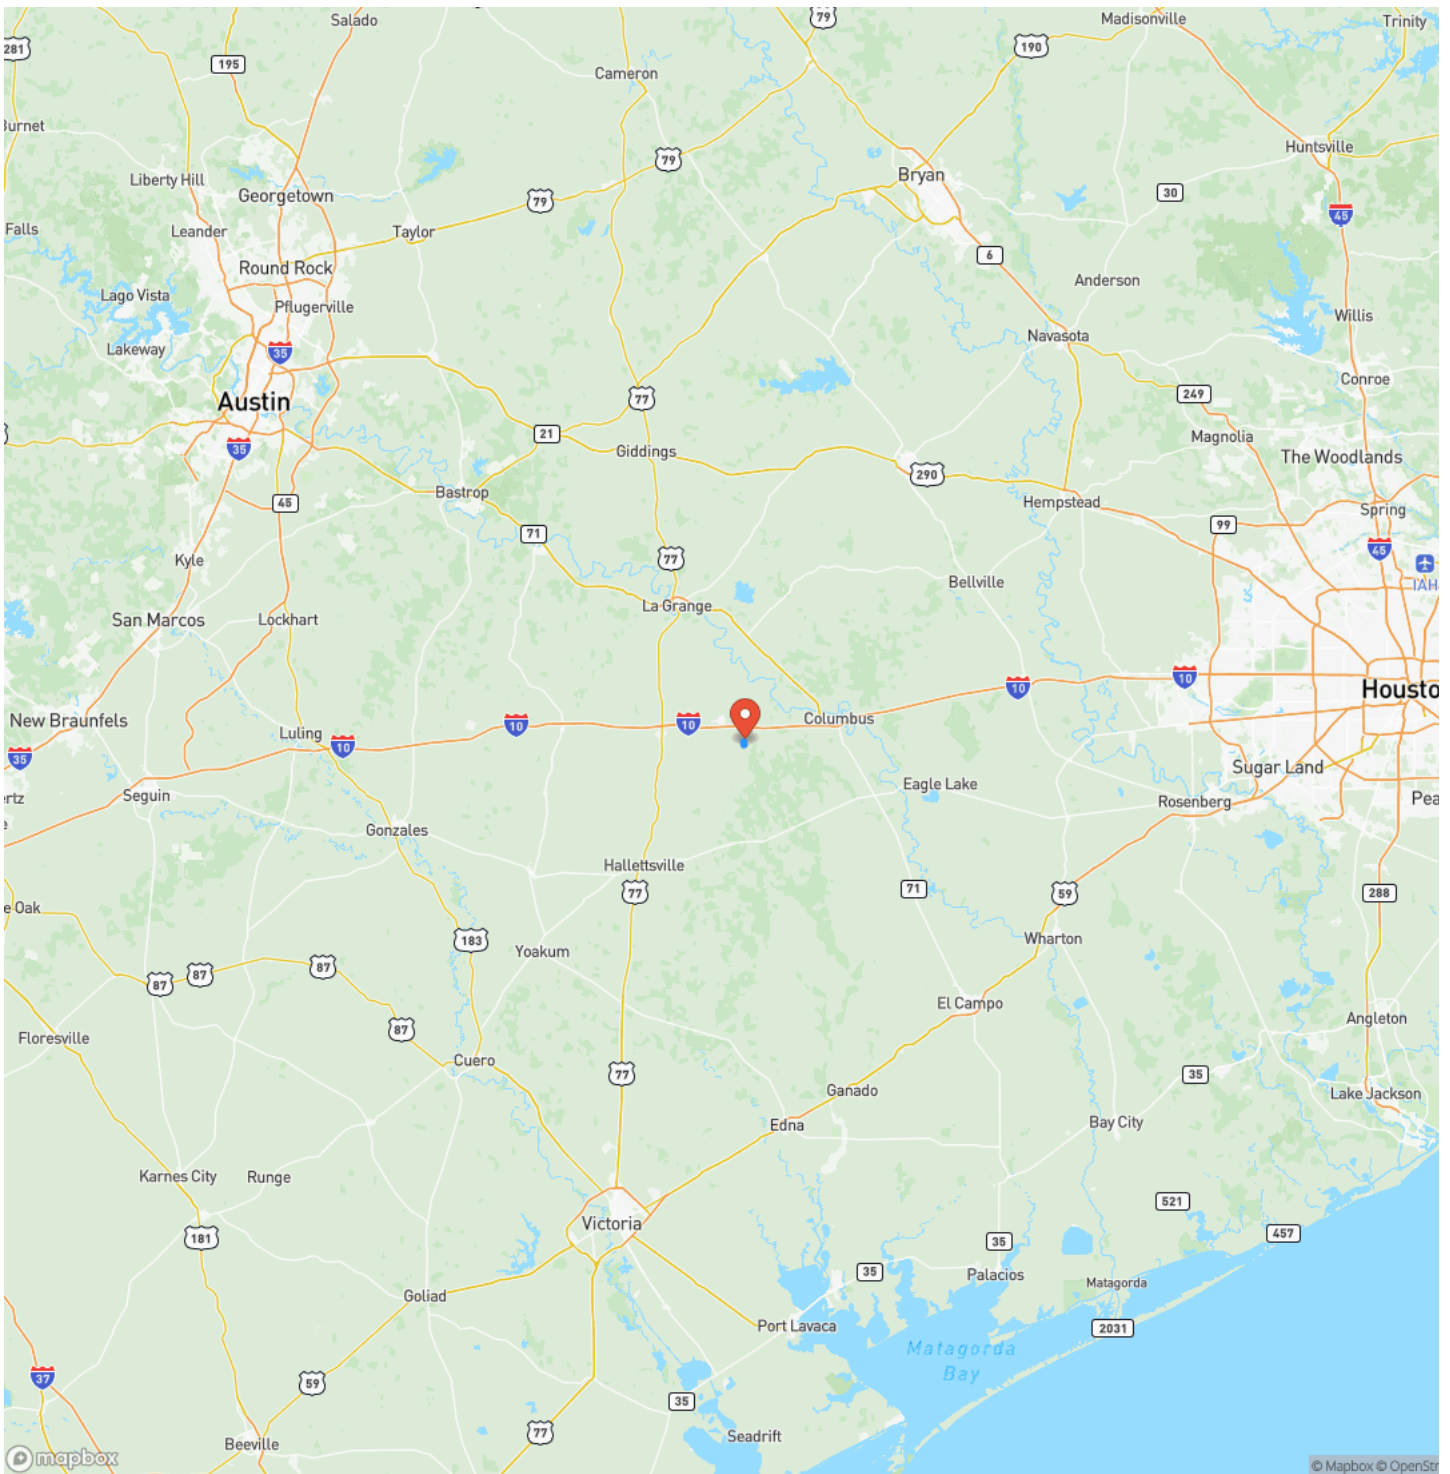 Salado
79
Madisonville
Trinity
281
190
195
Cameron
Burnet
79
Huntsville
Liberty Hill
Bryan
30
Georgetown
79
45
Falls
Leander
Taylor
6
Round Rock
Anderson
Lago Vista
Pflugerville
Willis
Navasota
Lakeway
35
Conroe
77
249
Austin
21
Magnolia
35
Giddings
The Woodlands
290
Bastrop
45
Hempstead
Spring
99
71
45
Kyle
77
Bellville
IAH
La Grange
San Marcos
Lockhart
10
10
Houston
New Braunfels
10
10
Columbus
Luling
10
35
Sugar Land
Eagle Lake
ertz
Seguin
Rosenberg
Pea
Gonzales
Hallettsville
77
71
59
288
e Oak
183
Wharton
Yoakum
87
87
87
El Campo
Angleton
87
Floresville
Cuero
77
35
Ganado
Lake Jackson
Edna
Bay City
Karnes City
Runge
521
Victoria
181
457
35
35
Palacios
Matagorda
Goliad
Port Lavaca
2031
Matagorda
Bay
37
59
35
77
Seadrift
Beeville
mapbox
© Mapbox © OpenStr